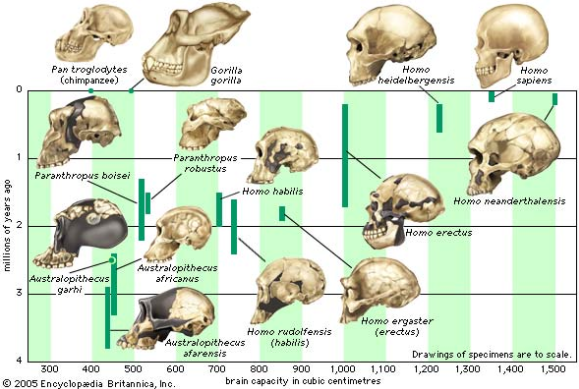 Pan troglodytes
(chimpanzee)
Gorilla
gorilla
Homo
heidelbergensis
Homo
sapiens
0
Paranthropus boisei
Paranthropus
robustus
Homo habilis
Homo neanderthalensis
1
Homo erectus
2
millions of years ago
Australopithecus
garhi
Australopithecus
africanus
Homo rudolfensis
(habilis)
Homo ergaster
(erectus)
3
Australopithecus
afarensis
Drawings of specimens are to scale.
4
300 400 500 600 700 800 900 1,000 1,100 1,200 1,300 1,400 1,500
brain capacity in cubic centimetres
© 2005 Encyclopædia Britannica, Inc.